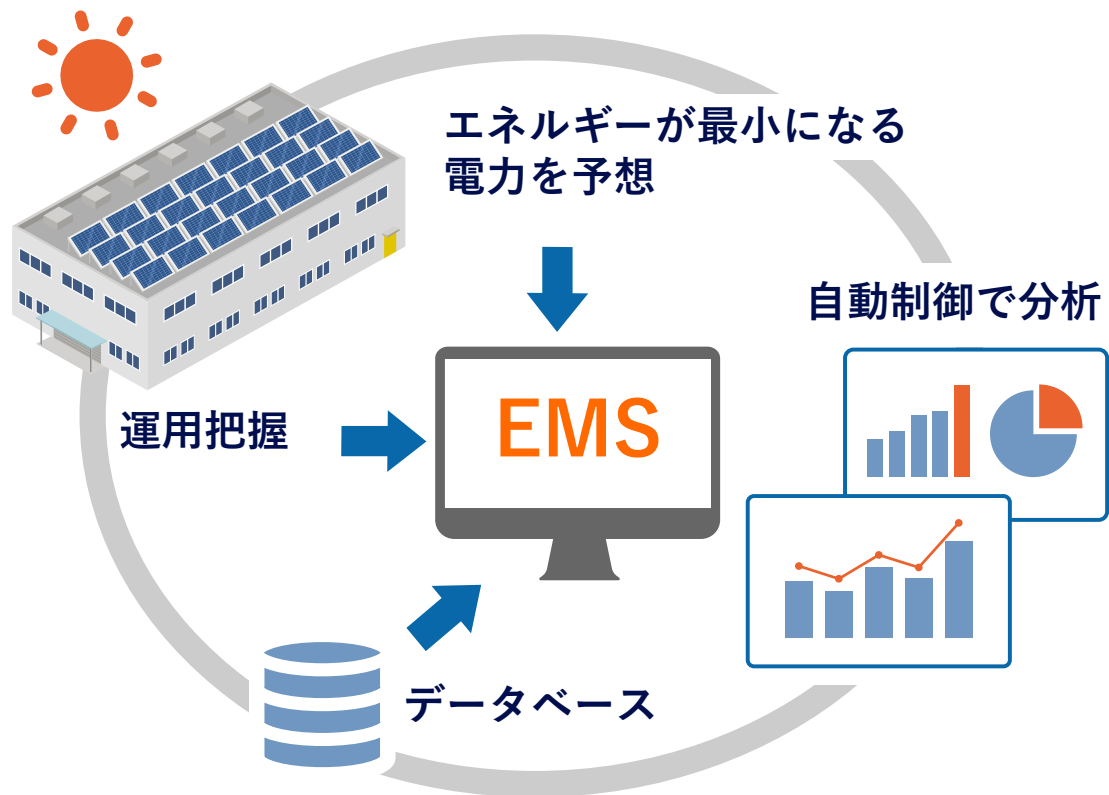 エネルギーが最小になる
電力を予想
自動制御で分析
運用把握
EMS
データベース